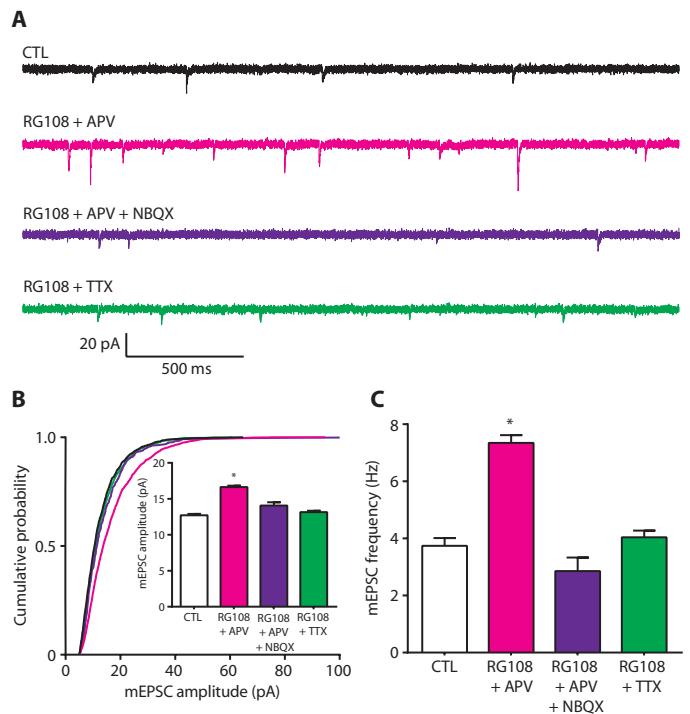 A
CTL
RG108 + APV
RG108 + APV + NBQX
RG108 + TTX
20 pA
500 ms
B
Cumulative probability
1.0
0.5
0
20
40
60
80
100
mEPSC amplitude (pA)
mEPSC amplitude (pA)
20
15
10
5
0
*
CTL
RG108
+ APV
RG108
+ APV
+ NBQX
RG108
+ TTX
C
mEPSC frequency (Hz)
8
6
4
2
0
*
CTL
RG108
+ APV
RG108
+ APV
+ NBQX
RG108
+ TTX